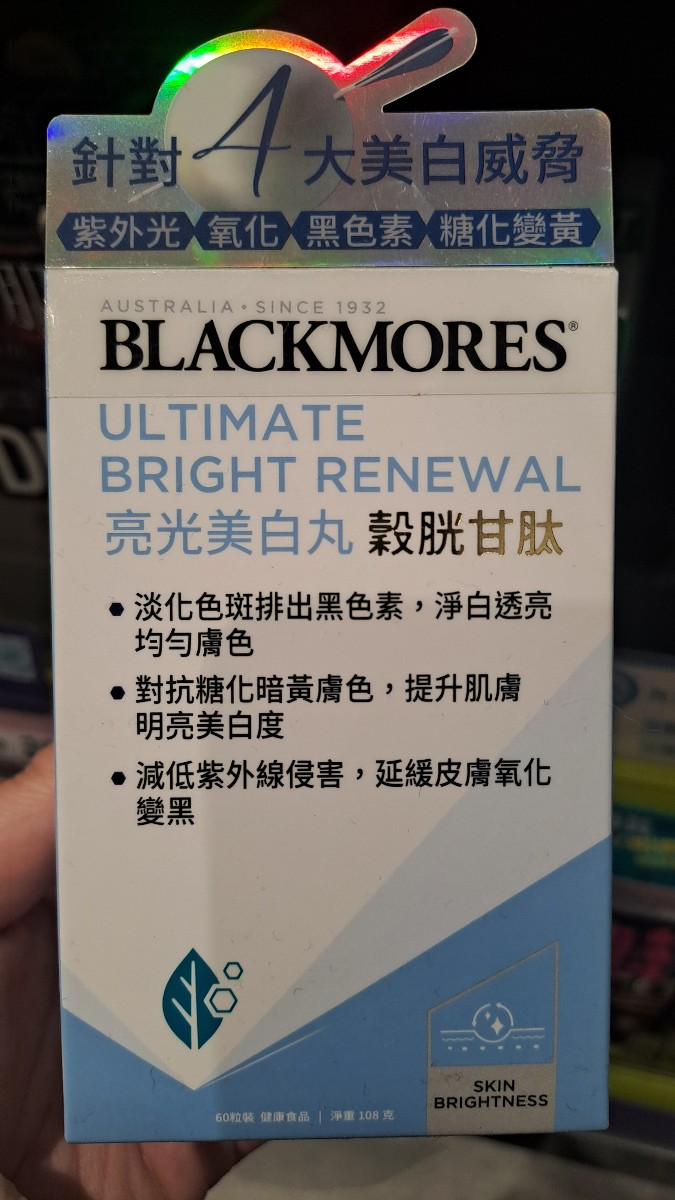 針對4大美白威脅
紫外光 氧化 黑色素 糖化變黃
AUSTRALIA • SINCE 1932
BLACKMORES®
ULTIMATE
BRIGHT RENEWAL
亮光美白丸 穀胱甘肽
• 淡化色斑排出黑色素，淨白透亮
均勻膚色
• 對抗糖化暗黃膚色，提升肌膚
明亮美白度
• 減低紫外線侵害，延緩皮膚氧化
變黑
SKIN
BRIGHTNESS
60粒裝 健康食品 | 淨重 108 克